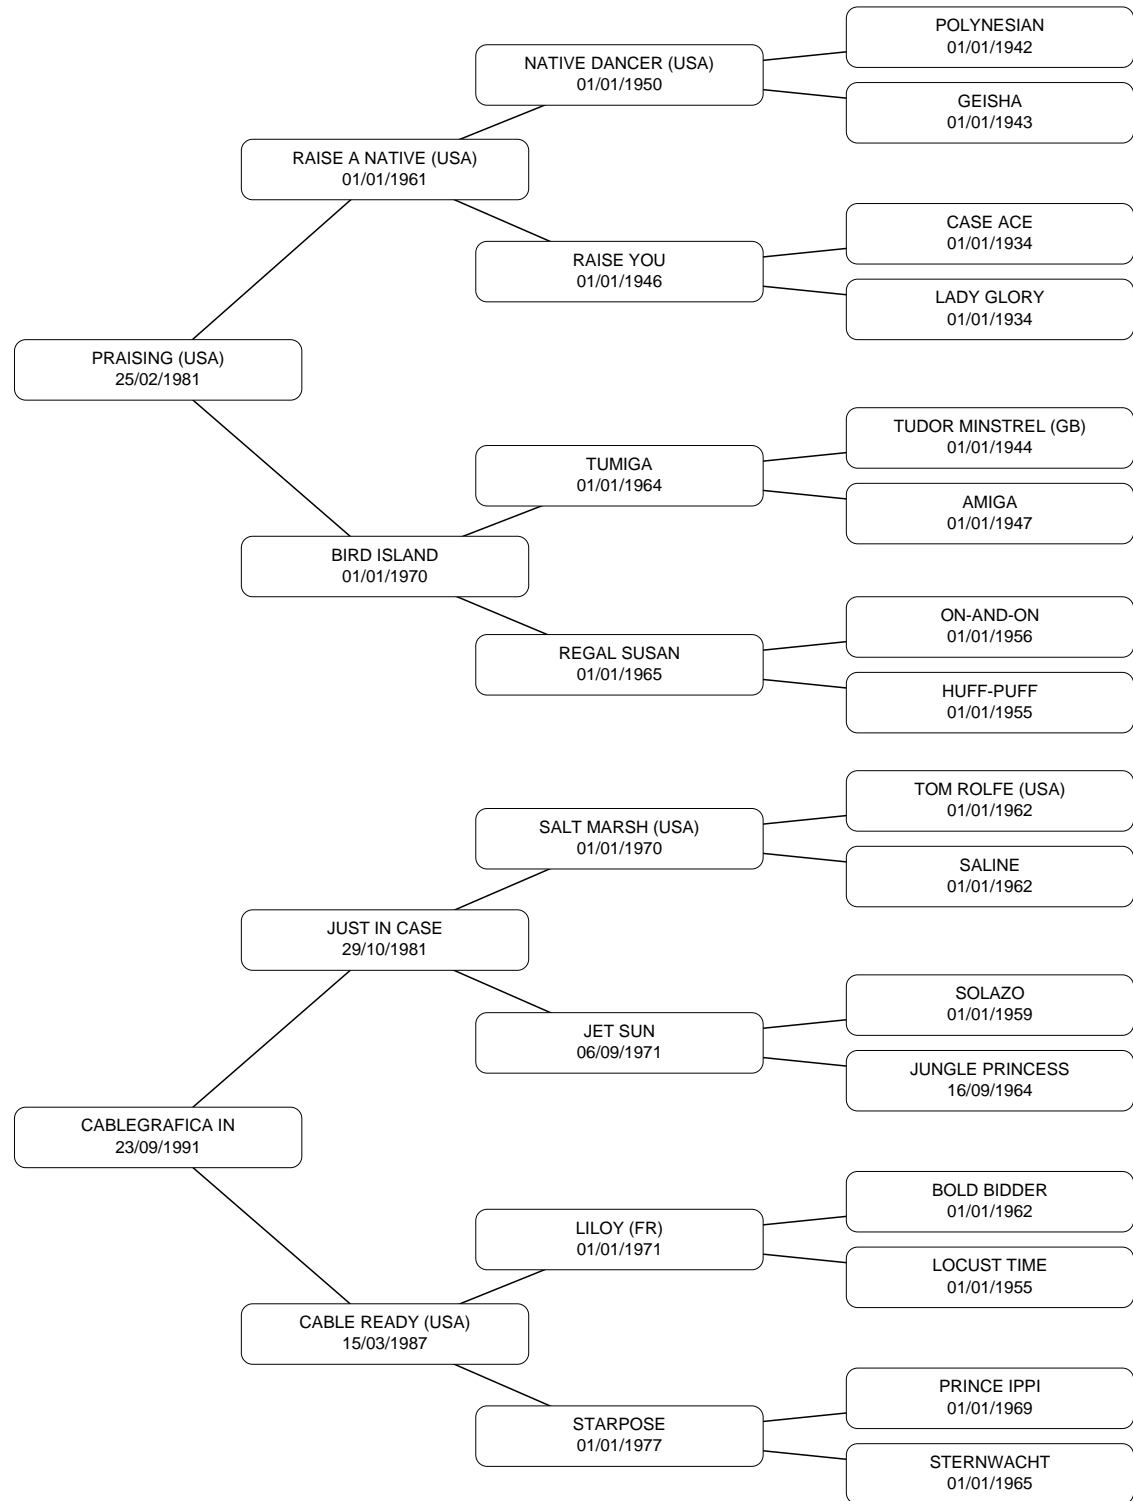 POLYNESIAN
01/01/1942
NATIVE DANCER (USA)
01/01/1950
GEISHA
01/01/1943
RAISE A NATIVE (USA)
01/01/1961
CASE ACE
01/01/1934
RAISE YOU
01/01/1946
LADY GLORY
01/01/1934
PRAISING (USA)
25/02/1981
TUDOR MINSTREL (GB)
01/01/1944
TUMIGA
01/01/1964
AMIGA
01/01/1947
BIRD ISLAND
01/01/1970
ON-AND-ON
01/01/1956
REGAL SUSAN
01/01/1965
HUFF-PUFF
01/01/1955
TOM ROLFE (USA)
01/01/1962
SALT MARSH (USA)
01/01/1970
SALINE
01/01/1962
JUST IN CASE
29/10/1981
SOLAZO
01/01/1959
JET SUN
06/09/1971
JUNGLE PRINCESS
16/09/1964
CABLEGRAFICA IN
23/09/1991
BOLD BIDDER
01/01/1962
LILOY (FR)
01/01/1971
LOCUST TIME
01/01/1955
CABLE READY (USA)
15/03/1987
PRINCE IPPI
01/01/1969
STARPOSE
01/01/1977
STERNWACHT
01/01/1965